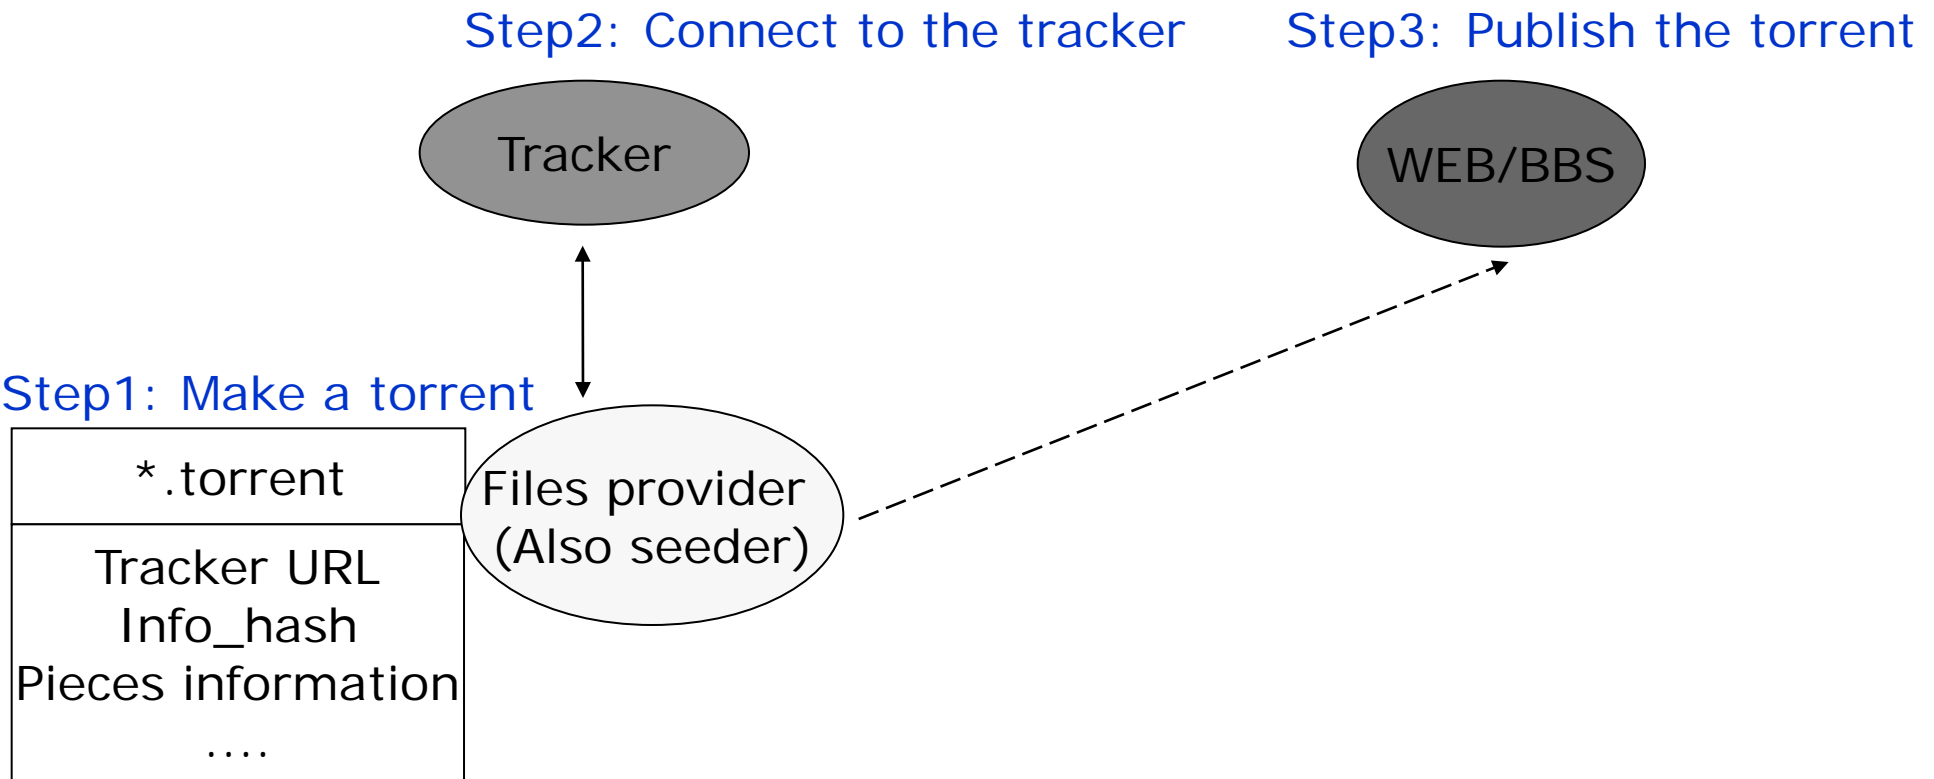 Step2: Connect to the tracker
Step3: Publish the torrent
Tracker
WEB/BBS
Step1: Make a torrent
*.torrent
Files provider
(Also seeder)
Tracker URL
Info_hash
Pieces information
....